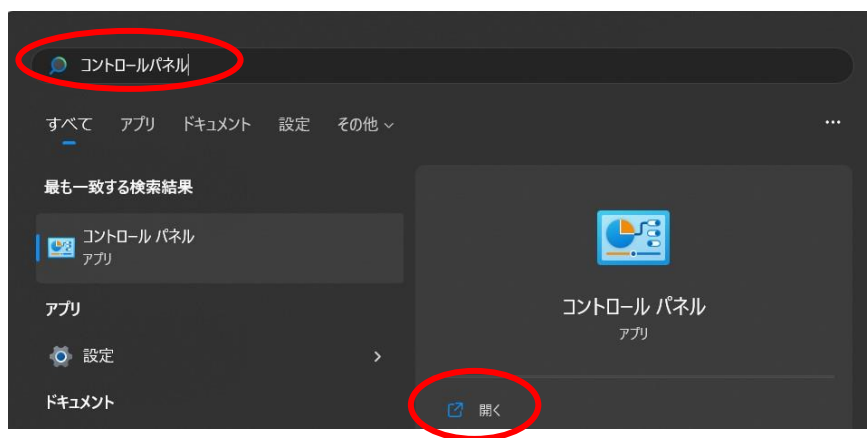 コントロールパネル
すべて アプリ ドキュメント 設定 その他
最も一致する検索結果
コントロール パネル
アプリ
アプリ
設定
ドキュメント
コントロール パネル
アプリ
開く